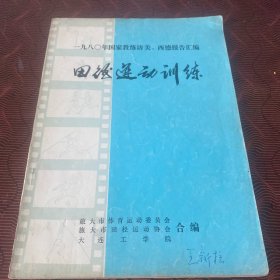 一九八〇年国家教练访美、西德报告汇编
田径运动训练
旅大市体育运动委员会
旅大市田径运动协会
大连工学院
合编